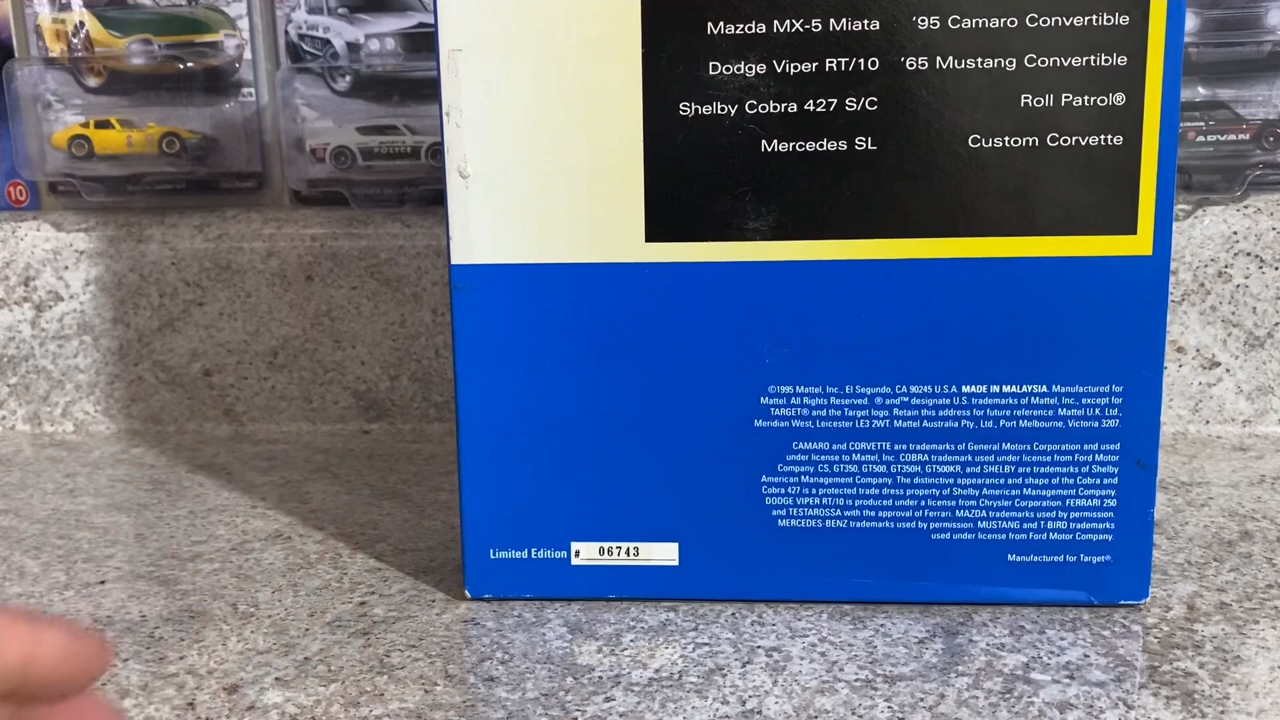 Mazda MX-5 Miata
'95 Camaro Convertible
Dodge Viper RT/10
'65 Mustang Convertible
Shelby Cobra 427 S/C
Roll Patrol®
Mercedes SL
Custom Corvette
POLICE
ADVAN
10
©1995 Mattel, Inc., El Segundo, CA 90245 U.S.A. MADE IN MALAYSIA. Manufactured for
Mattel. All Rights Reserved. ® and™ designate U.S. trademarks of Mattel, Inc., except for
TARGET® and the Target logo. Retain this address for future reference: Mattel U.K. Ltd.,
Meridian West, Leicester LE3 2WT. Mattel Australia Pty., Ltd., Port Melbourne, Victoria 3207.
CAMARO and CORVETTE are trademarks of General Motors Corporation and used
under license to Mattel, Inc. COBRA trademark used under license from Ford Motor
Company. CS, GT350, GT500, GT350H, GT500KR, and SHELBY are trademarks of Shelby
American Management Company. The distinctive appearance and shape of the Cobra and
Cobra 427 is a protected trade dress property of Shelby American Management Company.
DODGE VIPER RT/10 is produced under a license from Chrysler Corporation. FERRARI 250
and TESTAROSSA with the approval of Ferrari. MAZDA trademarks used by permission.
MERCEDES-BENZ trademarks used by permission. MUSTANG and T-BIRD trademarks
used under license from Ford Motor Company.
Limited Edition # 06743
Manufactured for Target®.